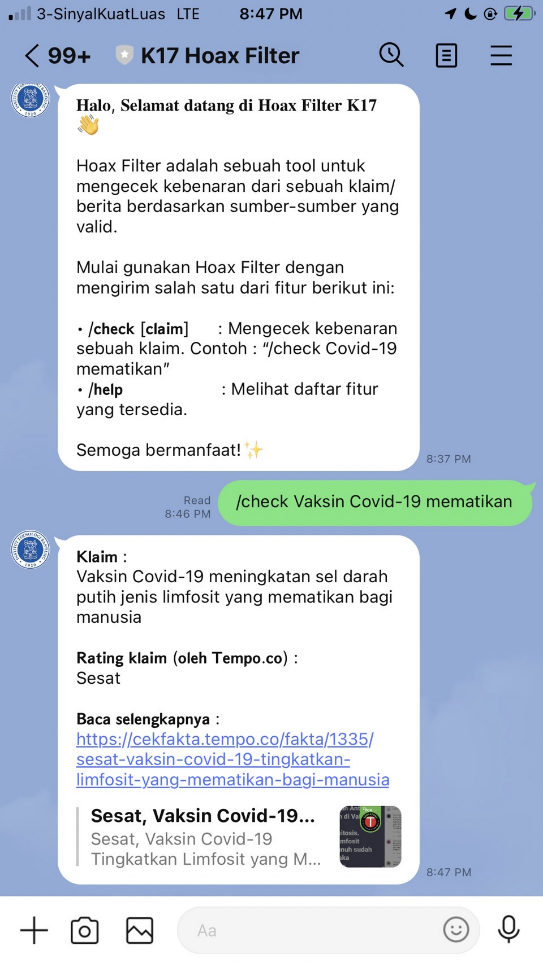 3-SinyalKuatLuas LTE 8:47 PM
99+ K17 Hoax Filter
Halo, Selamat datang di Hoax Filter K17
👋
Hoax Filter adalah sebuah tool untuk
mengecek kebenaran dari sebuah klaim/
berita berdasarkan sumber-sumber yang
valid.
Mulai gunakan Hoax Filter dengan
mengirim salah satu dari fitur berikut ini:
• /check [claim] : Mengecek kebenaran
sebuah klaim. Contoh : “/check Covid-19
mematikan”
• /help : Melihat daftar fitur
yang tersedia.
Semoga bermanfaat!✨
8:37 PM
Read
8:46 PM
/check Vaksin Covid-19 mematikan
Klaim :
Vaksin Covid-19 meningkatan sel darah
putih jenis limfosit yang mematikan bagi
manusia
Rating klaim (oleh Tempo.co) :
Sesat
Baca selengkapnya :
https://cekfakta.tempo.co/fakta/1335/
sesat-vaksin-covid-19-tingkatkan-
limfosit-yang-mematikan-bagi-manusia
Sesat, Vaksin Covid-19...
Sesat, Vaksin Covid-19
Tingkatkan Limfosit yang M...
8:47 PM
Aa